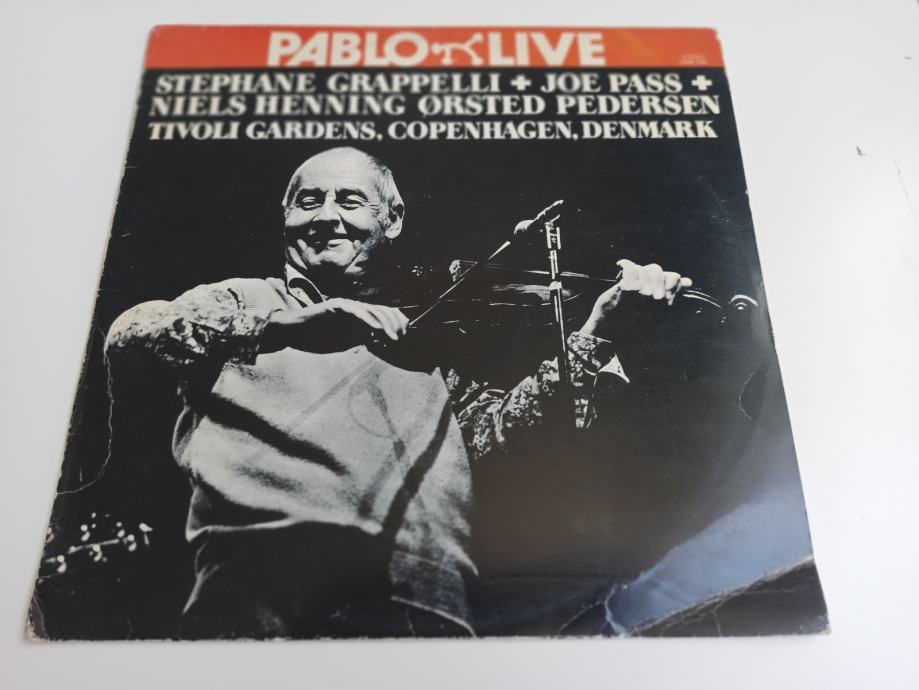 PABLO LIVE
STEPHANE GRAPPELLI + JOE PASS +
NIELS HENNING ØRSTED PEDERSEN
TIVOLI GARDENS, COPENHAGEN, DENMARK